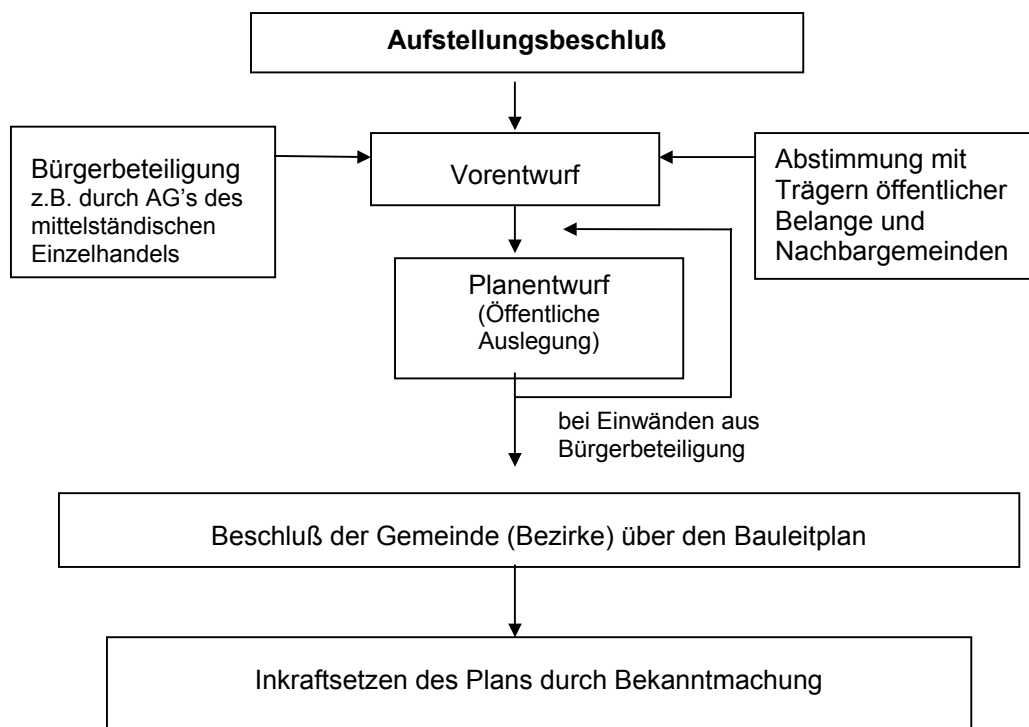 Aufstellungsbeschluß
Bürgerbeteiligung
z.B. durch AG’s des
mittelständischen
Einzelhandels
Vorentwurf
Abstimmung mit
Trägern öffentlicher
Belange und
Nachbargemeinden
Planentwurf
(Öffentliche
Auslegung)
bei Einwänden aus
Bürgerbeteiligung
Beschluß der Gemeinde (Bezirke) über den Bauleitplan
Inkraftsetzen des Plans durch Bekanntmachung